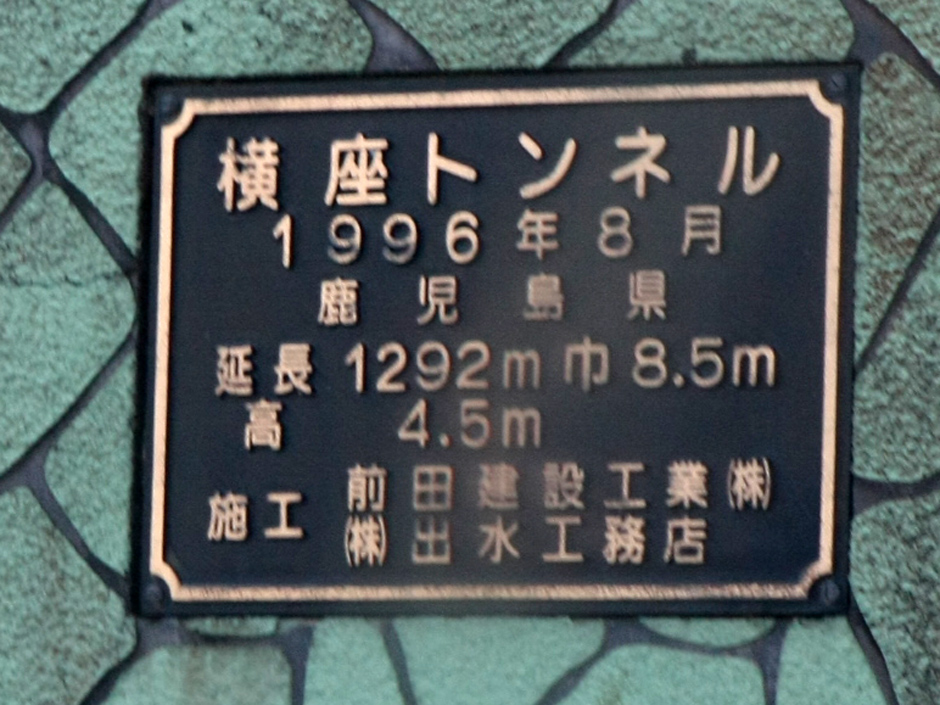 横座トンネル
1996年8月
鹿児島県
延長 1292m 巾 8.5m
高 4.5m
施工 前田建設工業㈱
㈱出水工務店